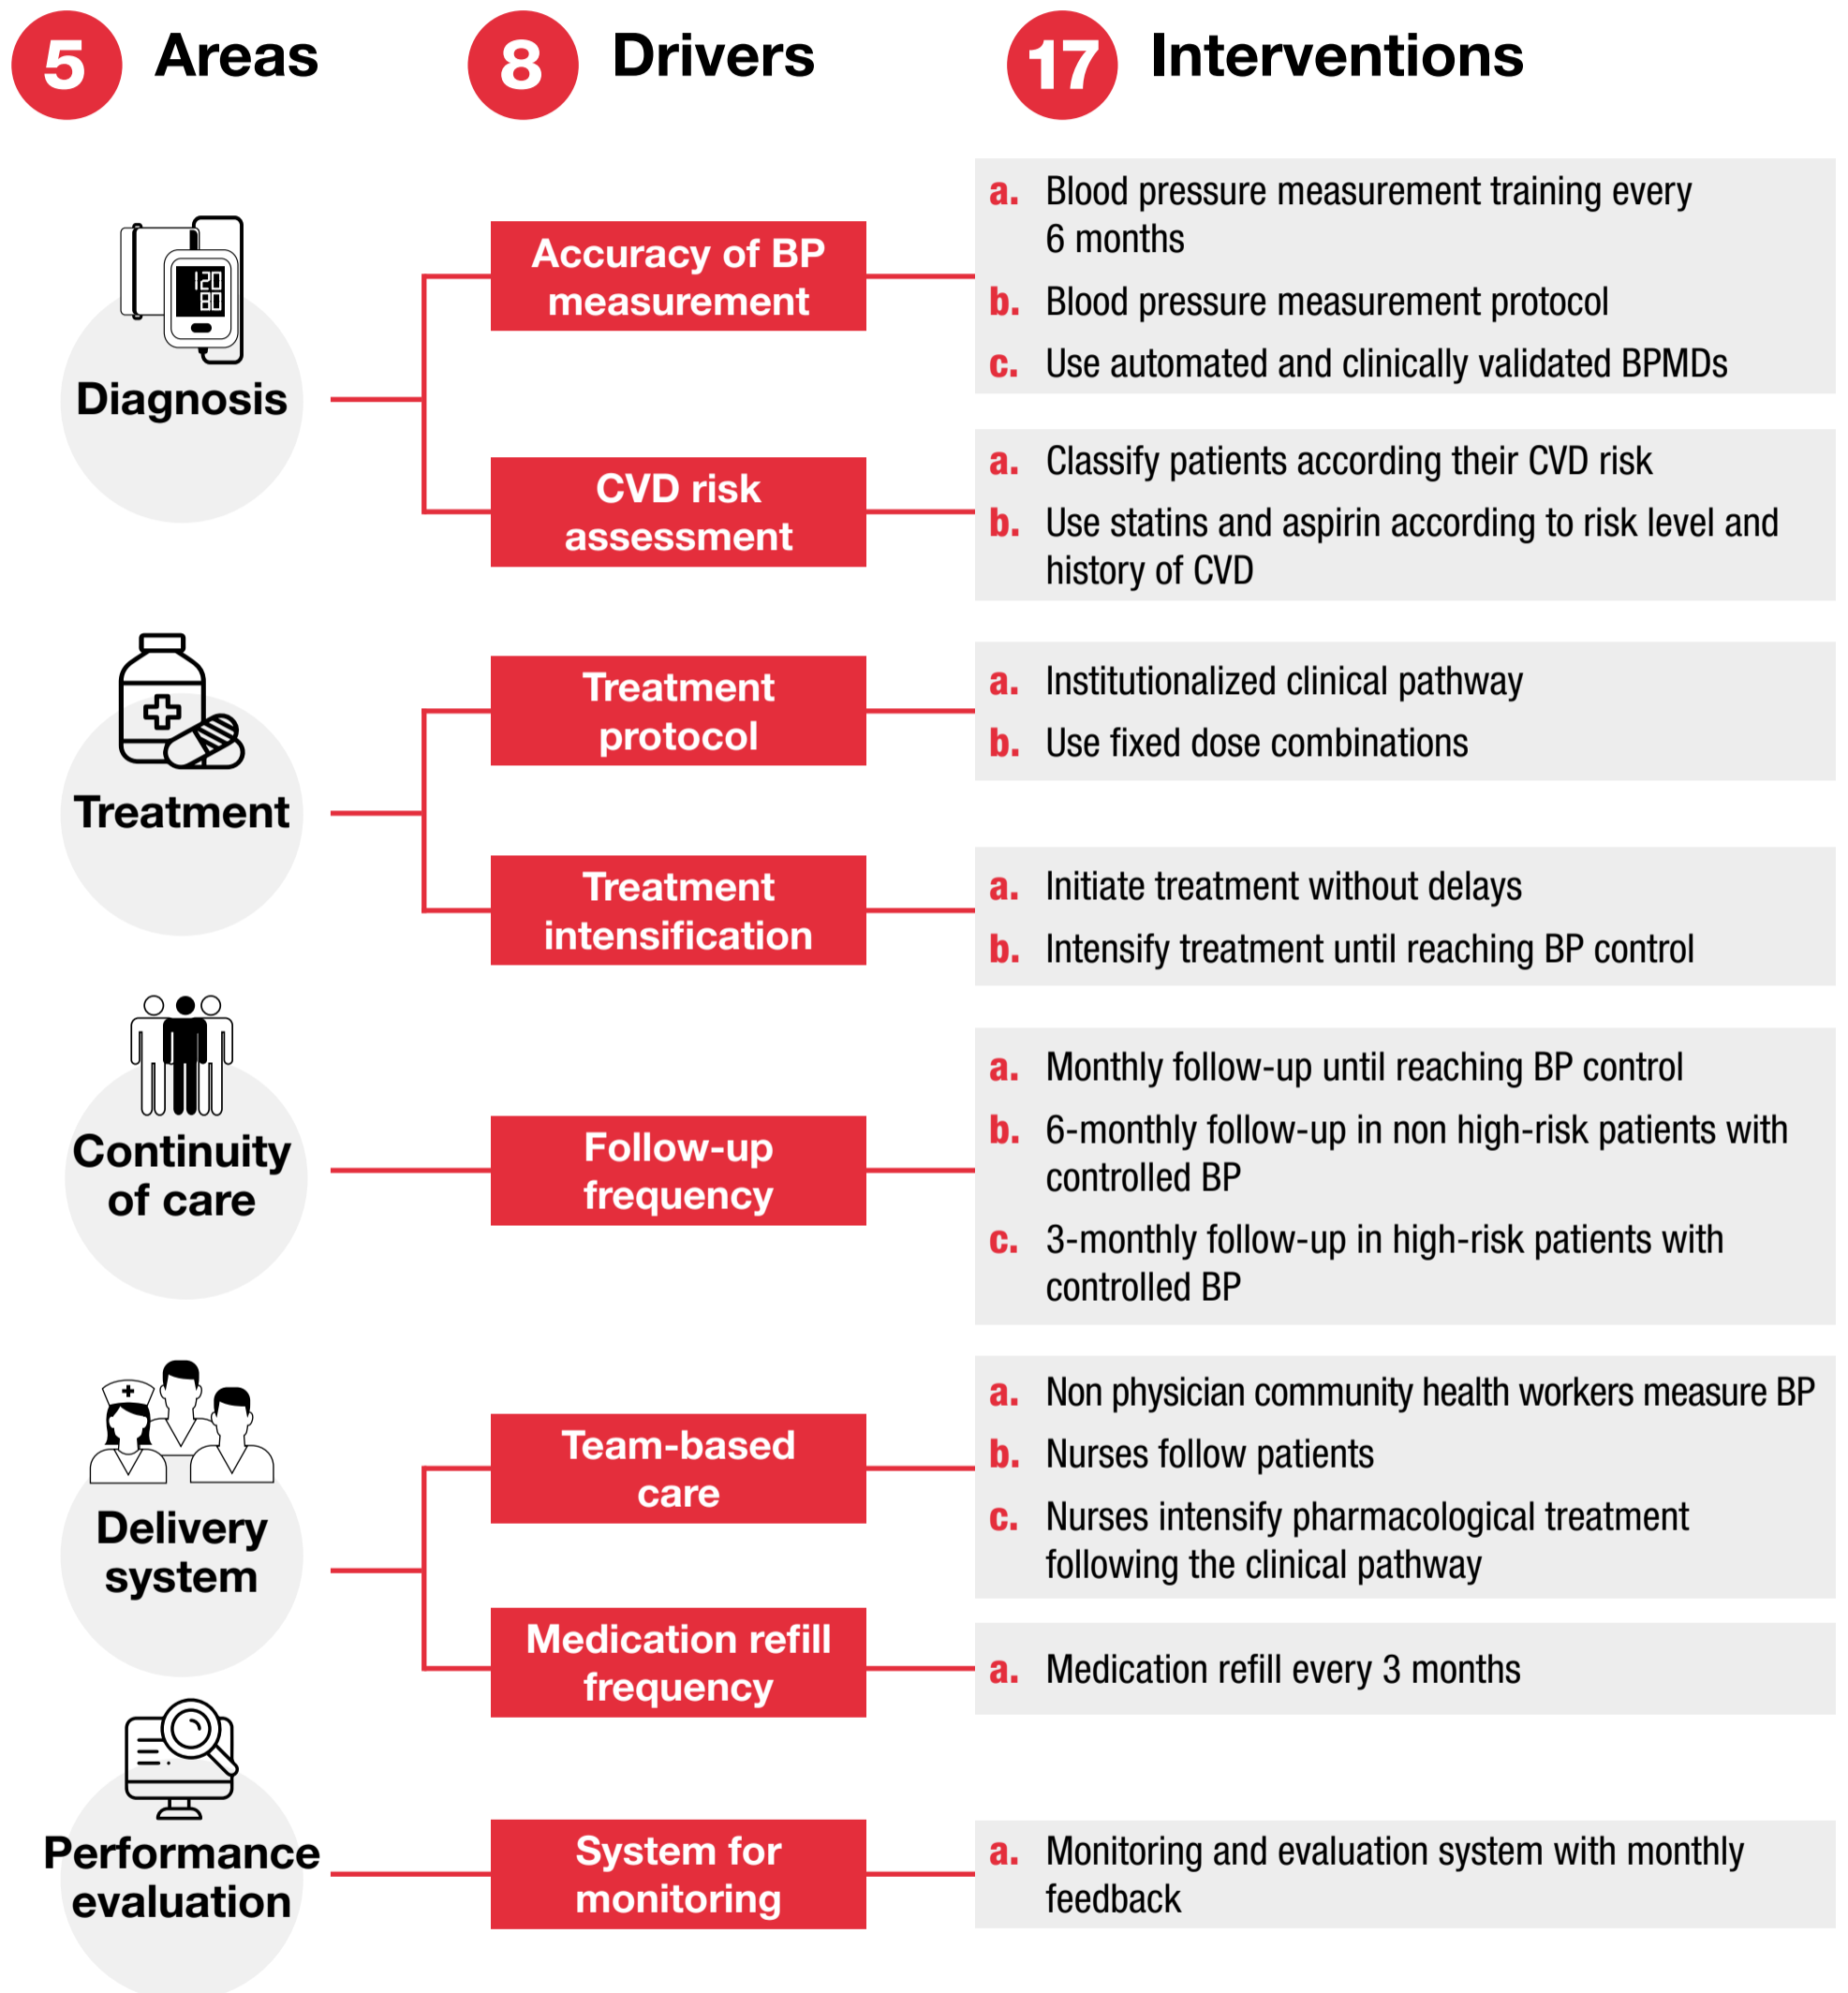 5 Areas
8 Drivers
17 Interventions
120
80
Diagnosis
Accuracy of BP
measurement
a. Blood pressure measurement training every
6 months
b. Blood pressure measurement protocol
c. Use automated and clinically validated BPMDs
CVD risk
assessment
a. Classify patients according their CVD risk
b. Use statins and aspirin according to risk level and
history of CVD
Treatment
Treatment
protocol
a. Institutionalized clinical pathway
b. Use fixed dose combinations
Treatment
intensification
a. Initiate treatment without delays
b. Intensify treatment until reaching BP control
Continuity
of care
Follow-up
frequency
a. Monthly follow-up until reaching BP control
b. 6-monthly follow-up in non high-risk patients with
controlled BP
c. 3-monthly follow-up in high-risk patients with
controlled BP
Delivery
system
Team-based
care
a. Non physician community health workers measure BP
b. Nurses follow patients
c. Nurses intensify pharmacological treatment
following the clinical pathway
Medication refill
frequency
a. Medication refill every 3 months
Performance
evaluation
System for
monitoring
a. Monitoring and evaluation system with monthly
feedback